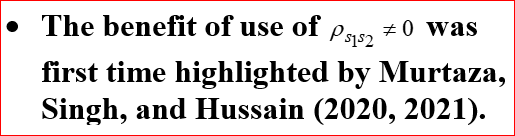 • The benefit of use of ρ_{s₁s₂} ≠ 0 was
first time highlighted by Murtaza,
Singh, and Hussain (2020, 2021).